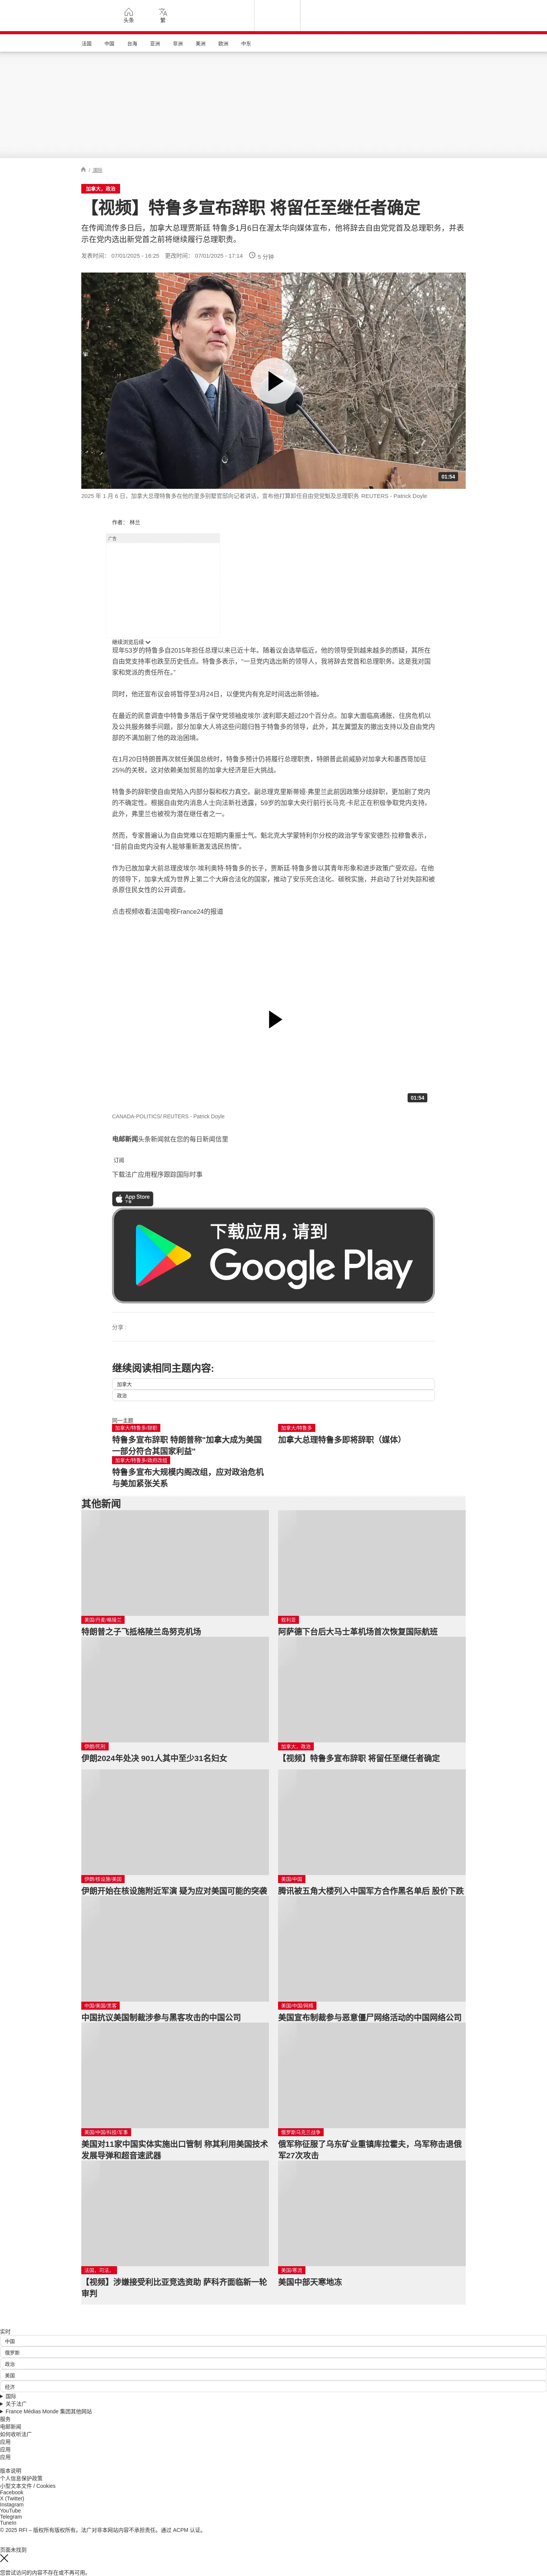 头条
繁
法国 中国 台海 亚洲 非洲 美洲 欧洲 中东
/ 国际
加拿大，政治
【视频】特鲁多宣布辞职 将留任至继任者确定
在传闻流传多日后，加拿大总理贾斯廷 特鲁多1月6日在渥太华向媒体宣布，他将辞去自由党党首及总理职务，并表
示在党内选出新党首之前将继续履行总理职责。
发表时间： 07/01/2025 - 16:25 更改时间： 07/01/2025 - 17:14 5 分钟
01:54
2025 年 1 月 6 日，加拿大总理特鲁多在他的里多别墅官邸向记者讲话，宣布他打算卸任自由党党魁及总理职务 REUTERS - Patrick Doyle
作者： 林兰
广告
继续浏览后续
现年53岁的特鲁多自2015年担任总理以来已近十年。随着议会选举临近，他的领导受到越来越多的质疑，其所在
自由党支持率也跌至历史低点。特鲁多表示，“一旦党内选出新的领导人，我将辞去党首和总理职务。这是我对国
家和党派的责任所在。”
同时，他还宣布议会将暂停至3月24日，以便党内有充足时间选出新领袖。
在最近的民意调查中特鲁多落后于保守党领袖皮埃尔·波利耶夫超过20个百分点。加拿大面临高通胀、住房危机以
及公共服务棘手问题，部分加拿大人将这些问题归咎于特鲁多的领导，此外，其左翼盟友的撤出支持以及自由党内
部的不满加剧了他的政治困境。
在1月20日特朗普再次就任美国总统时，特鲁多预计仍将履行总理职责，特朗普此前威胁对加拿大和墨西哥加征
25%的关税，这对依赖美加贸易的加拿大经济是巨大挑战。
特鲁多的辞职使自由党陷入内部分裂和权力真空。副总理克里斯蒂娅·弗里兰此前因政策分歧辞职，更加剧了党内
的不确定性。根据自由党内消息人士向法新社透露，59岁的加拿大央行前行长马克·卡尼正在积极争取党内支持。
此外，弗里兰也被视为潜在继任者之一。
然而，专家普遍认为自由党难以在短期内重振士气。魁北克大学蒙特利尔分校的政治学专家安德烈·拉穆鲁表示，
“目前自由党内没有人能够重新激发选民热情”。
作为已故加拿大前总理皮埃尔·埃利奥特·特鲁多的长子，贾斯廷·特鲁多曾以其青年形象和进步政策广受欢迎。在他
的领导下，加拿大成为世界上第二个大麻合法化的国家，推动了安乐死合法化、碳税实施，并启动了针对失踪和被
杀原住民女性的公开调查。
点击视频收看法国电视France24的报道
01:54
CANADA-POLITICS/ REUTERS - Patrick Doyle
电邮新闻头条新闻就在您的每日新闻信里
订阅
下载法广应用程序跟踪国际时事
App Store
下载
下载应用，请到
Google Play
分享 :
继续阅读相同主题内容:
加拿大
政治
同一主题
加拿大/特鲁多/辞职
特鲁多宣布辞职 特朗普称"加拿大成为美国
一部分符合其国家利益"
加拿大/特鲁多
加拿大总理特鲁多即将辞职（媒体）
加拿大/特鲁多/政府改组
特鲁多宣布大规模内阁改组，应对政治危机
与美加紧张关系
其他新闻
美国/丹麦/格陵兰
特朗普之子飞抵格陵兰岛努克机场
叙利亚
阿萨德下台后大马士革机场首次恢复国际航班
伊朗/死刑
伊朗2024年处决 901人其中至少31名妇女
加拿大，政治
【视频】特鲁多宣布辞职 将留任至继任者确定
伊朗/核设施/美国
伊朗开始在核设施附近军演 疑为应对美国可能的突袭
美国/中国
腾讯被五角大楼列入中国军方合作黑名单后 股价下跌
中国/美国/黑客
中国抗议美国制裁涉参与黑客攻击的中国公司
美国/中国/网络
美国宣布制裁参与恶意僵尸网络活动的中国网络公司
美国/中国/科技/军事
美国对11家中国实体实施出口管制 称其利用美国技术
发展导弹和超音速武器
俄罗斯乌克兰战争
俄军称征服了乌东矿业重镇库拉霍夫，乌军称击退俄
军27次攻击
法国，司法，
【视频】涉嫌接受利比亚竞选资助 萨科齐面临新一轮
审判
美国/寒流
美国中部天寒地冻
实时
中国
俄罗斯
政治
美国
经济
国际
关于法广
France Médias Monde 集团其他网站
服务
电邮新闻
如何收听法广
应用
应用
应用
版本说明
个人信息保护政策
小型文本文件 / Cookies
Facebook
X (Twitter)
Instagram
YouTube
Telegram
TuneIn
© 2025 RFI – 版权所有版权所有。法广对非本网站内容不承担责任。通过 ACPM 认证。
页面未找到
您尝试访问的内容不存在或不再可用。